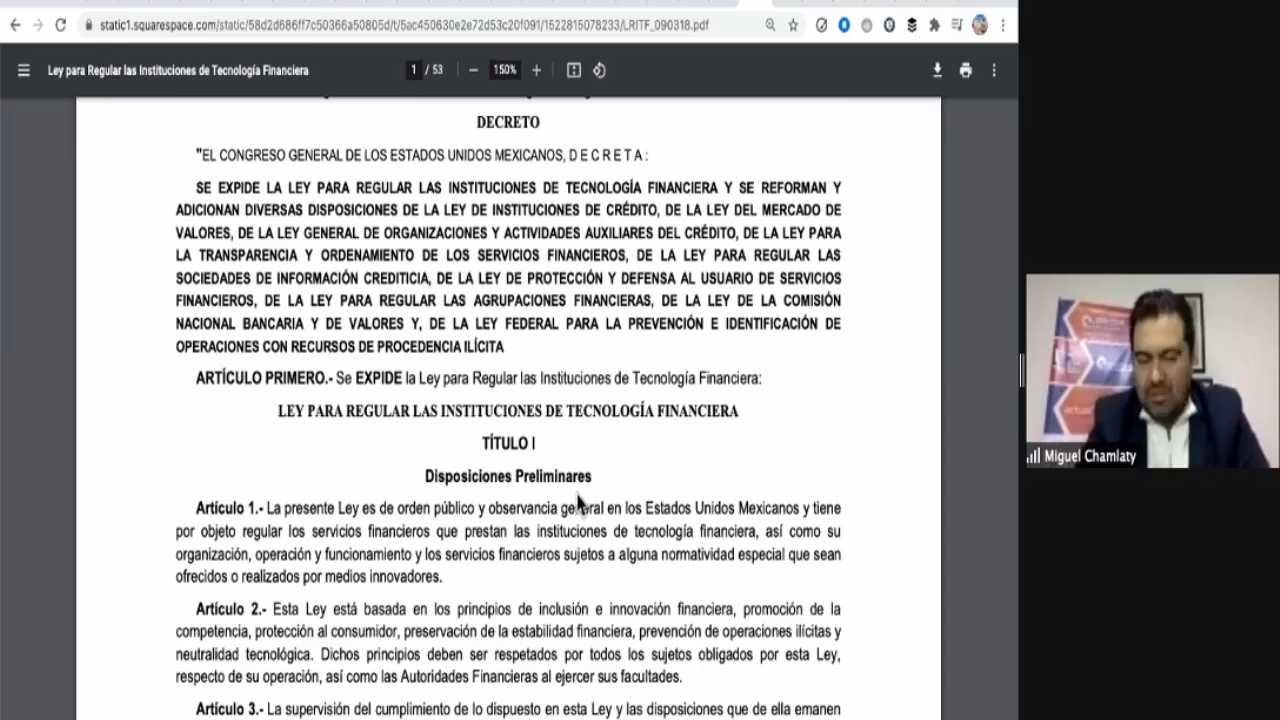 static1.squarespace.com/static/58d2d686ff7c50366a50805d/t/5ac450630e2e72d53c20f091/1522815078233/LRITF_090318.pdf
Ley para Regular las Instituciones de Tecnología Financiera
1 / 53
150%
DECRETO
"EL CONGRESO GENERAL DE LOS ESTADOS UNIDOS MEXICANOS, D E C R E T A :
SE EXPIDE LA LEY PARA REGULAR LAS INSTITUCIONES DE TECNOLOGÍA FINANCIERA Y SE REFORMAN Y
ADICIONAN DIVERSAS DISPOSICIONES DE LA LEY DE INSTITUCIONES DE CRÉDITO, DE LA LEY DEL MERCADO DE
VALORES, DE LA LEY GENERAL DE ORGANIZACIONES Y ACTIVIDADES AUXILIARES DEL CRÉDITO, DE LA LEY PARA
LA TRANSPARENCIA Y ORDENAMIENTO DE LOS SERVICIOS FINANCIEROS, DE LA LEY PARA REGULAR LAS
SOCIEDADES DE INFORMACIÓN CREDITICIA, DE LA LEY DE PROTECCIÓN Y DEFENSA AL USUARIO DE SERVICIOS
FINANCIEROS, DE LA LEY PARA REGULAR LAS AGRUPACIONES FINANCIERAS, DE LA LEY DE LA COMISIÓN
NACIONAL BANCARIA Y DE VALORES Y, DE LA LEY FEDERAL PARA LA PREVENCIÓN E IDENTIFICACIÓN DE
OPERACIONES CON RECURSOS DE PROCEDENCIA ILÍCITA
ARTÍCULO PRIMERO.- Se EXPIDE la Ley para Regular las Instituciones de Tecnología Financiera:
LEY PARA REGULAR LAS INSTITUCIONES DE TECNOLOGÍA FINANCIERA
TÍTULO I
Disposiciones Preliminares
Artículo 1.- La presente Ley es de orden público y observancia general en los Estados Unidos Mexicanos y tiene
por objeto regular los servicios financieros que prestan las instituciones de tecnología financiera, así como su
organización, operación y funcionamiento y los servicios financieros sujetos a alguna normatividad especial que sean
ofrecidos o realizados por medios innovadores.
Artículo 2.- Esta Ley está basada en los principios de inclusión e innovación financiera, promoción de la
competencia, protección al consumidor, preservación de la estabilidad financiera, prevención de operaciones ilícitas y
neutralidad tecnológica. Dichos principios deben ser respetados por todos los sujetos obligados por esta Ley,
respecto de su operación, así como las Autoridades Financieras al ejercer sus facultades.
Artículo 3.- La supervisión del cumplimiento de lo dispuesto en esta Ley y las disposiciones que de ella emanen
Miguel Chamlaty